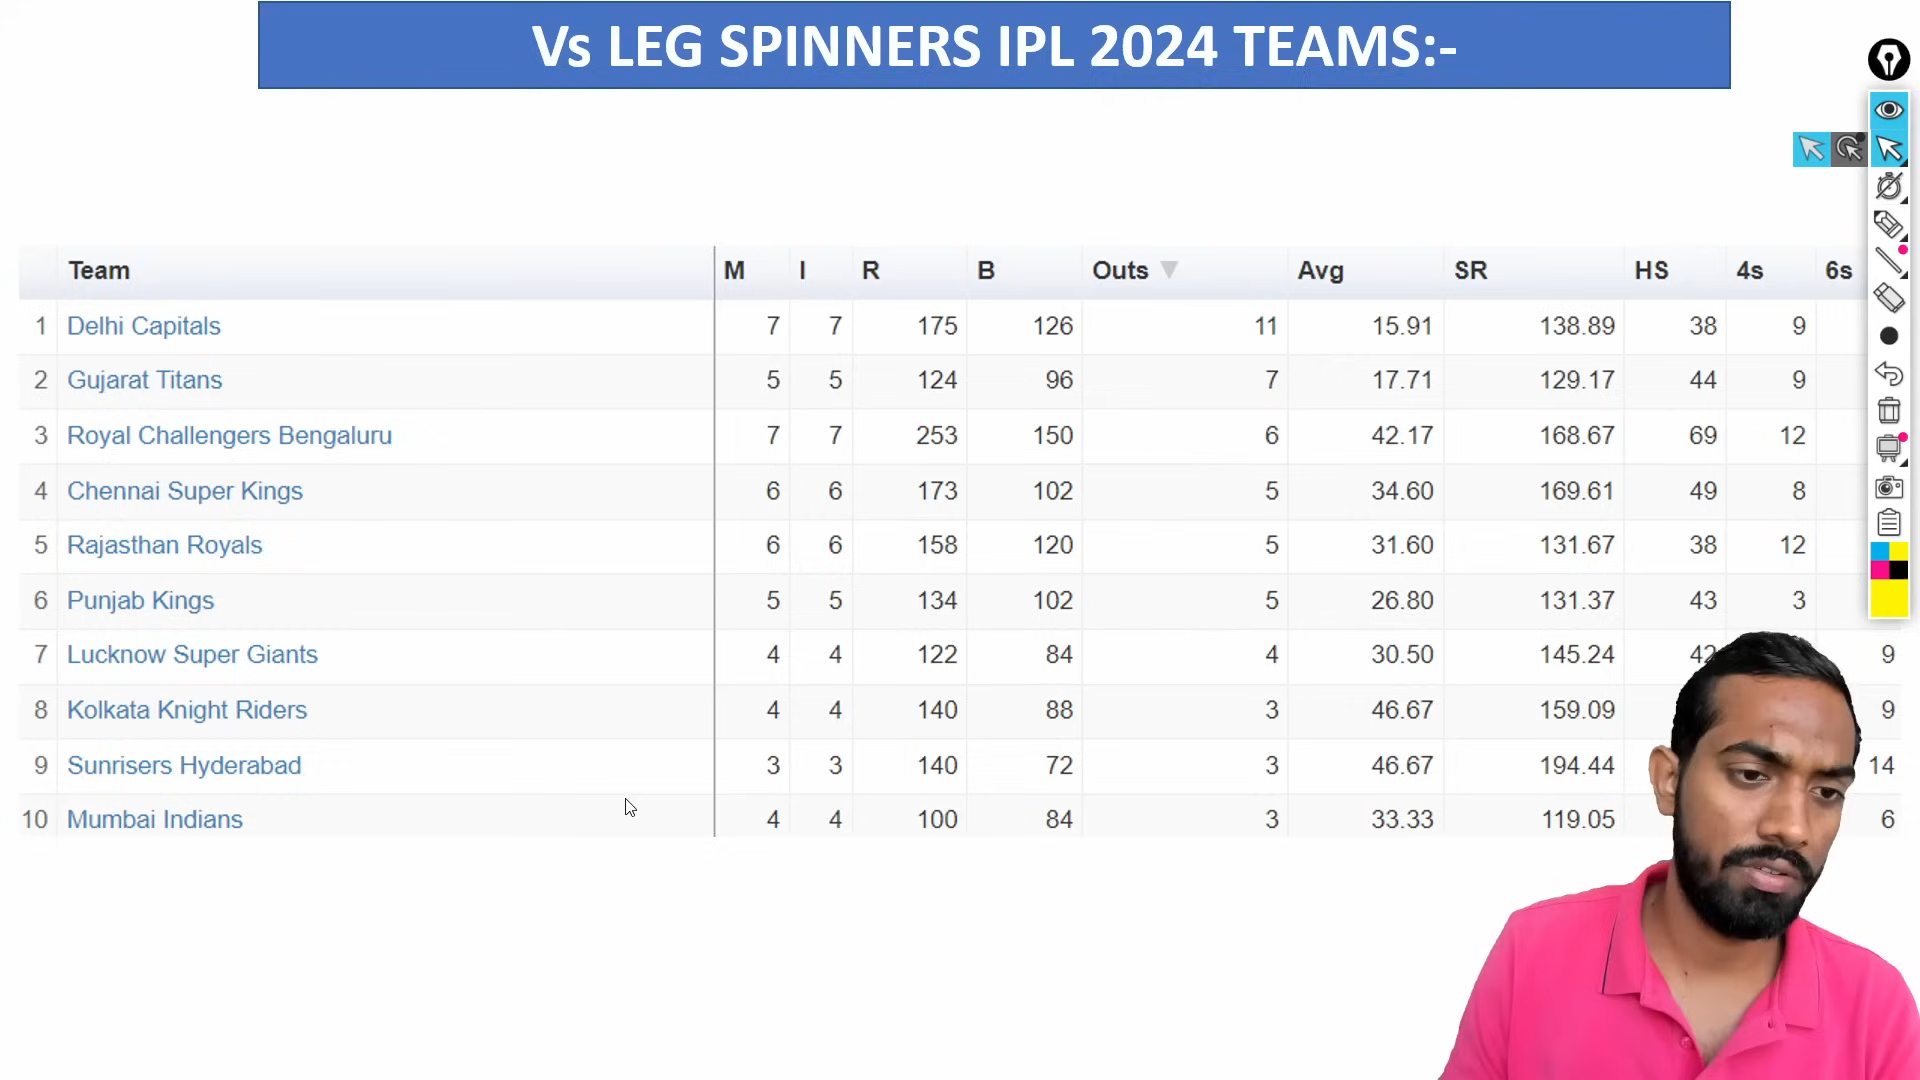 Vs LEG SPINNERS IPL 2024 TEAMS:-
Team M I R B Outs Avg SR HS 4s 6s
1 Delhi Capitals 7 7 175 126 11 15.91 138.89 38 9
2 Gujarat Titans 5 5 124 96 7 17.71 129.17 44 9
3 Royal Challengers Bengaluru 7 7 253 150 6 42.17 168.67 69 12
4 Chennai Super Kings 6 6 173 102 5 34.60 169.61 49 8
5 Rajasthan Royals 6 6 158 120 5 31.60 131.67 38 12
6 Punjab Kings 5 5 134 102 5 26.80 131.37 43 3
7 Lucknow Super Giants 4 4 122 84 4 30.50 145.24 42 9
8 Kolkata Knight Riders 4 4 140 88 3 46.67 159.09 9
9 Sunrisers Hyderabad 3 3 140 72 3 46.67 194.44 14
10 Mumbai Indians 4 4 100 84 3 33.33 119.05 6